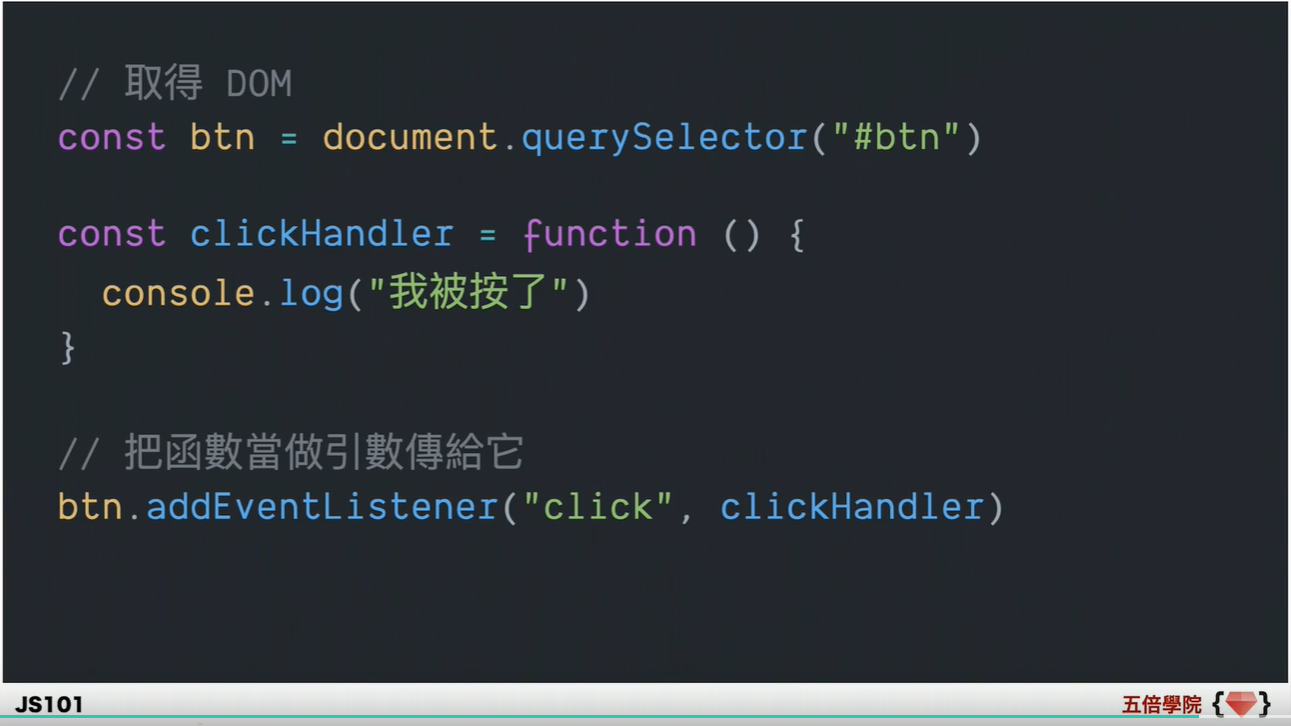 // 取得 DOM
const btn = document.querySelector("#btn")
const clickHandler = function () {
  console.log("我被按了")
}
// 把函數當做引數傳給它
btn.addEventListener("click", clickHandler)
JS101
五倍學院 { }